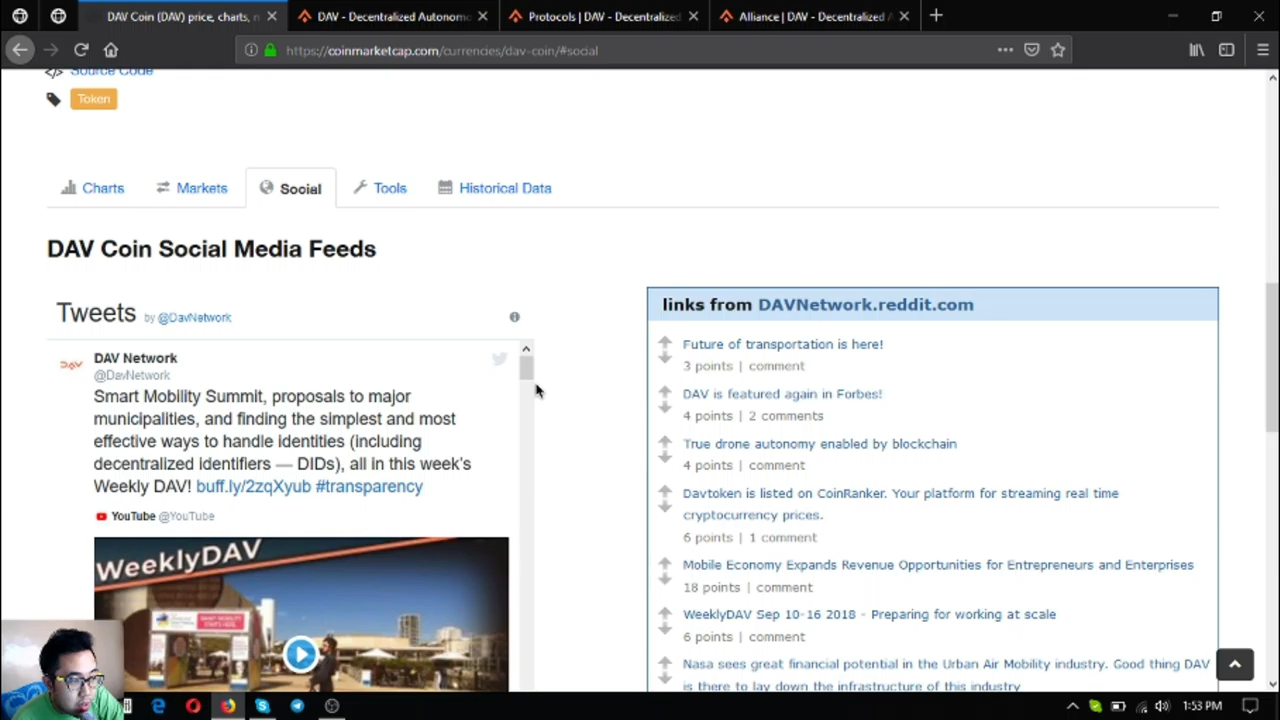 DAV Coin (DAV) price, charts,
DAV - Decentralized Autonomo
Protocols | DAV - Decentralized
Alliance | DAV - Decentralized
https://coinmarketcap.com/currencies/dav-coin/#social
Source Code
Token
Charts
Markets
Social
Tools
Historical Data
DAV Coin Social Media Feeds
Tweets by @DavNetwork
DAV Network
@DavNetwork
Smart Mobility Summit, proposals to major
municipalities, and finding the simplest and most
effective ways to handle identities (including
decentralized identifiers — DIDs), all in this week's
Weekly DAV! buff.ly/2zqXyub #transparency
YouTube @YouTube
WeeklyDAV
links from DAVNetwork.reddit.com
Future of transportation is here!
3 points | comment
DAV is featured again in Forbes!
4 points | 2 comments
True drone autonomy enabled by blockchain
4 points | comment
Davtoken is listed on CoinRanker. Your platform for streaming real time
cryptocurrency prices.
6 points | 1 comment
Mobile Economy Expands Revenue Opportunities for Entrepreneurs and Enterprises
18 points | comment
WeeklyDAV Sep 10-16 2018 - Preparing for working at scale
6 points | comment
Nasa sees great financial potential in the Urban Air Mobility industry. Good thing DAV
is there to lay down the infrastructure of this industry
1:53 PM